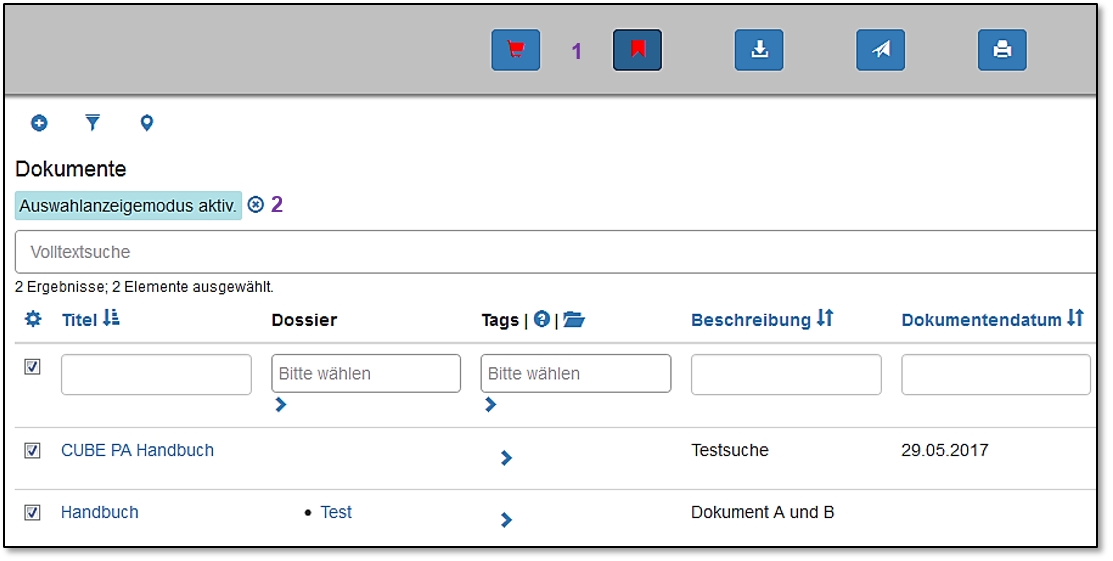 1
Dokumente
Auswahlanzeigemodus aktiv. 2
Volltextsuche
2 Ergebnisse; 2 Elemente ausgewählt.
Titel Dossier Tags | ? | Beschreibung Dokumentendatum
Bitte wählen Bitte wählen
CUBE PA Handbuch Testsuche 29.05.2017
Handbuch • Test Dokument A und B